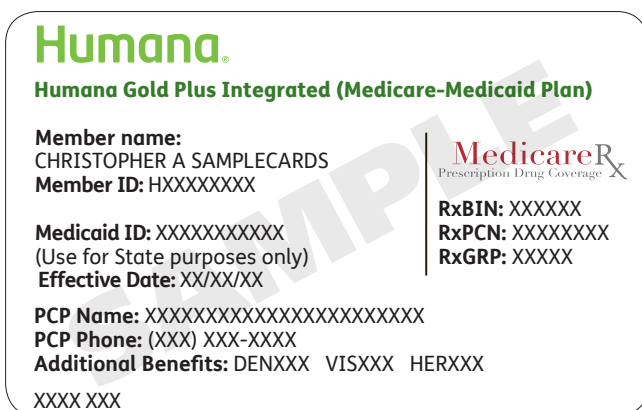 Humana®
Humana Gold Plus Integrated (Medicare-Medicaid Plan)
Member name:
CHRISTOPHER A SAMPLECARDS
Member ID: HXXXXXXXX
Medicaid ID: XXXXXXXXXXX
(Use for State purposes only)
Effective Date: XX/XX/XX
MedicareRx
Prescription Drug Coverage
RxBIN: XXXXXX
RxPCN: XXXXXXXX
RxGRP: XXXXX
PCP Name: XXXXXXXXXXXXXXXXXXXXXXX
PCP Phone: (XXX) XXX-XXXX
Additional Benefits: DENXXX VISXXX HERXXX
XXXX XXX
SAMPLE